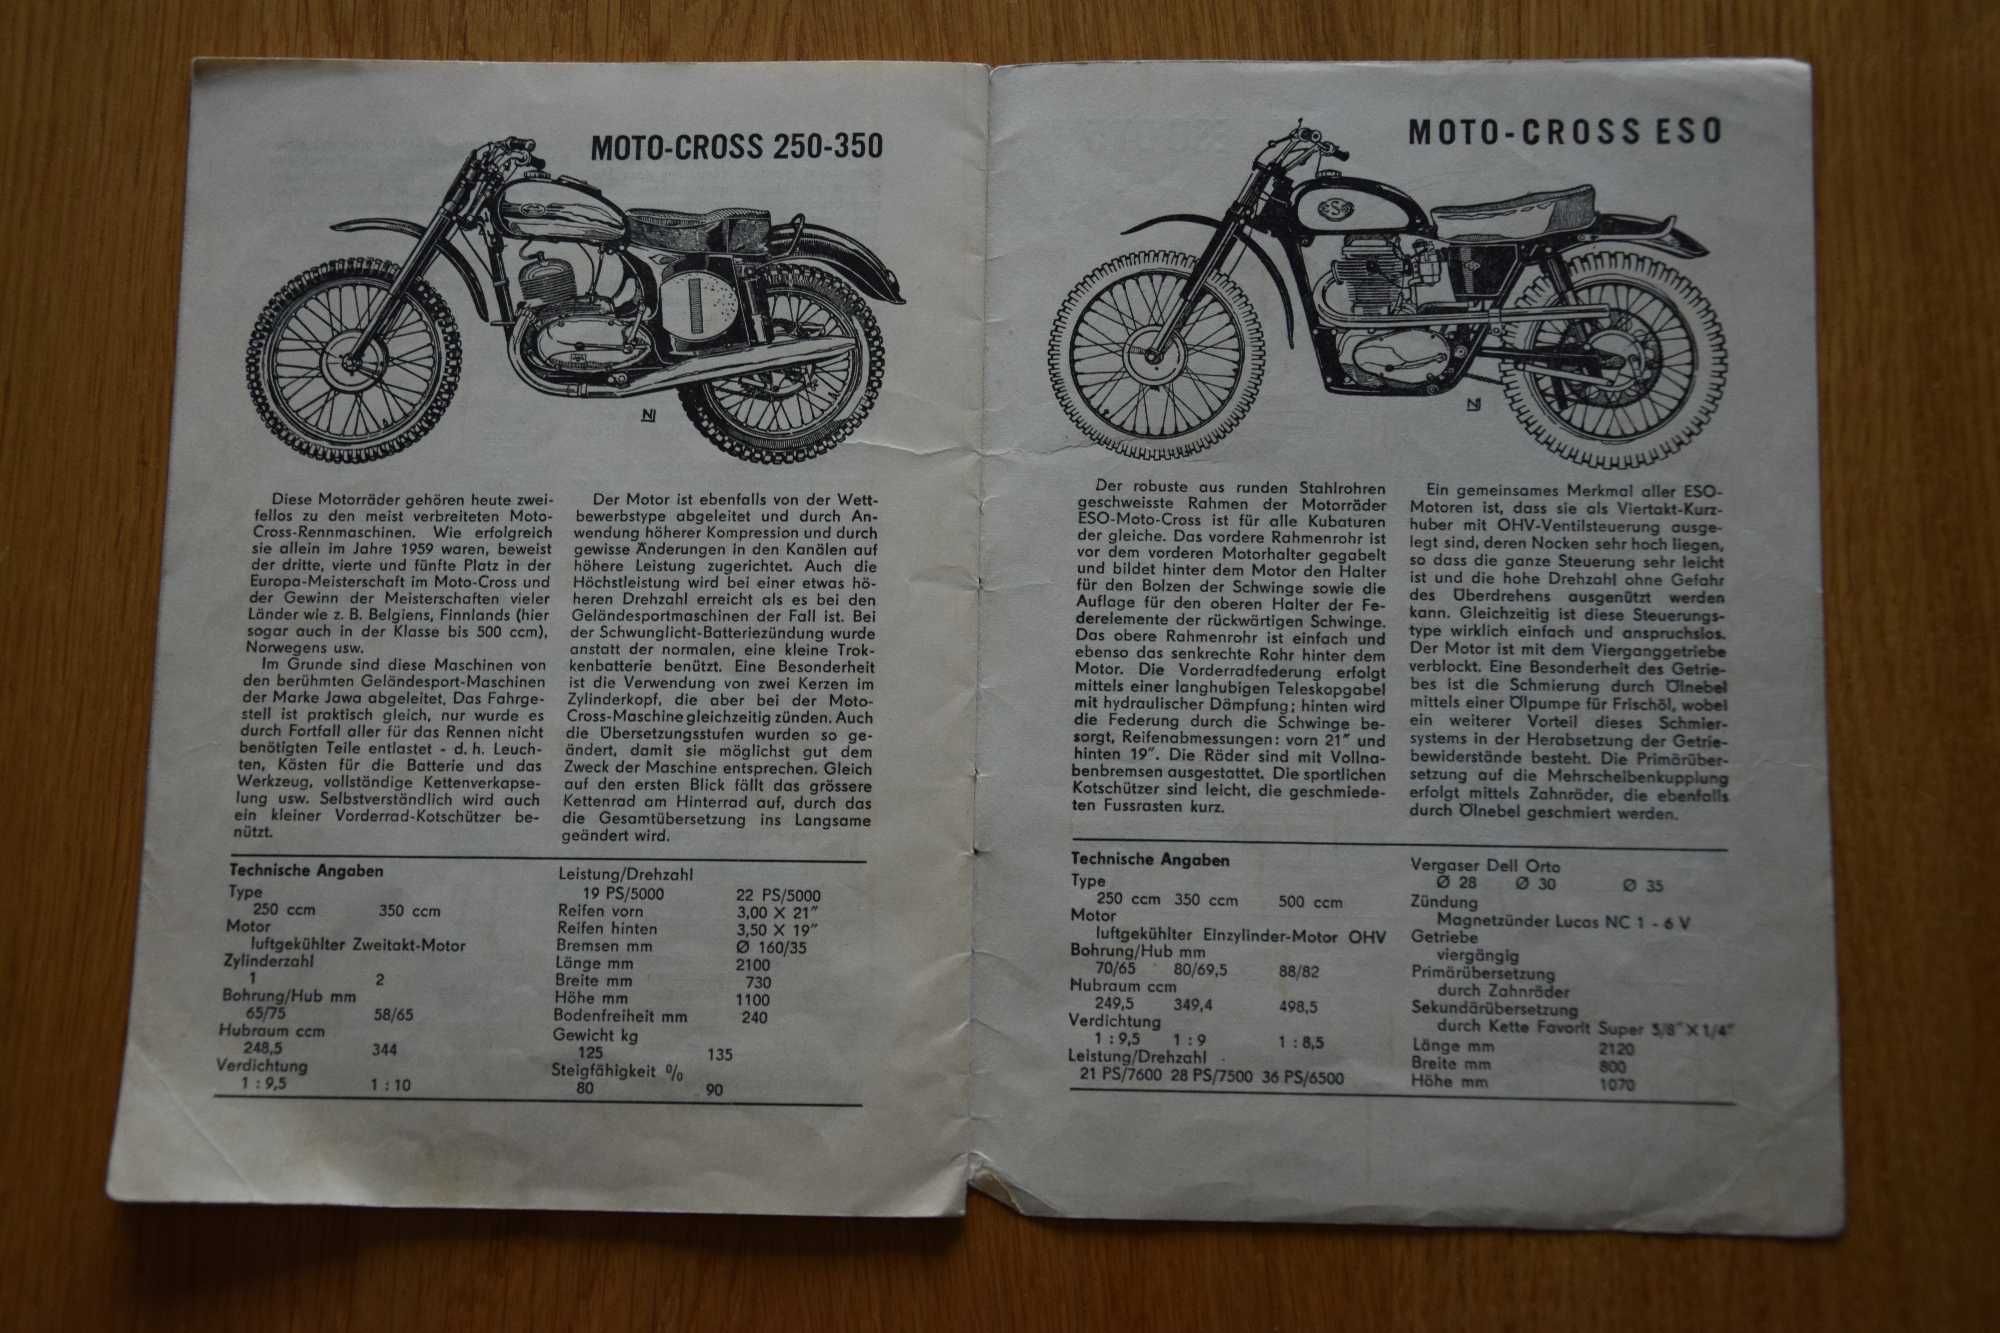 MOTO-CROSS 250-350
Diese Motorräder gehören heute zwei-
fellos zu den meist verbreiteten Moto-
Cross-Rennmaschinen. Wie erfolgreich
sie allein im Jahre 1959 waren, beweist
der dritte, vierte und fünfte Platz in der
Europa-Meisterschaft im Moto-Cross und
der Gewinn der Meisterschaften vieler
Länder wie z. B. Belgiens, Finnlands (hier
sogar auch in der Klasse bis 500 ccm),
Norwegens usw.
Im Grunde sind diese Maschinen von
den berühmten Geländesport-Maschinen
der Marke Jawa abgeleitet, Das Fahrge-
stell ist praktisch gleich, nur wurde es
durch Fortfall aller für das Rennen nicht
benötigten Teile entlastet - d. h. Leuch-
ten, Kästen für die Batterie und das
Werkzeug, vollständige Kettenverkapse-
lung usw. Selbstverständlich wird auch
ein kleiner Vorderrad-Kotschützer be-
nützt.
Der Motor ist ebenfalls von der Wett-
bewerbstype abgeleitet und durch An-
wendung höherer Kompression und durch
gewisse Änderungen in den Kanälen auf
höhere Leistung zugerichtet. Auch die
Höchstleistung wird bei einer etwas hö-
heren Drehzahl erreicht als es bei den
Geländesportmaschinen der Fall ist. Bei
der Schwunglicht-Batteriezündung wurde
anstatt der normalen, eine kleine Trok-
kenbatterie benützt. Eine Besonderheit
ist die Verwendung von zwei Kerzen im
Zylinderkopf, die aber bei der Moto-
Cross-Maschine gleichzeitig zünden. Auch
die Übersetzungsstufen wurden so ge-
ändert, damit sie möglichst gut dem
Zweck der Maschine entsprechen. Gleich
auf den ersten Blick fällt das grössere
Kettenrad am Hinterrad auf, durch das
die Gesamtübersetzung ins Langsame
geändert wird.
Technische Angaben
Type
250 ccm 350 ccm
Motor
luftgekühlter Zweitakt-Motor
Zylinderzahl
1 2
Bohrung/Hub mm
65/75 58/65
Hubraum ccm
248,5 344
Verdichtung
1 : 9,5 1 : 10
Leistung/Drehzahl
19 PS/5000 22 PS/5000
Reifen vorn 3,00 X 21"
Reifen hinten 3,50 X 19"
Bremsen mm Ø 160/35
Länge mm 2100
Breite mm 730
Höhe mm 1100
Bodenfreiheit mm 240
Gewicht kg
125 135
Steigfähigkeit %
80 90
MOTO-CROSS ESO
ESO
Der robuste aus runden Stahlrohren
geschweisste Rahmen der Motorräder
ESO-Moto-Cross ist für alle Kubaturen
der gleiche. Das vordere Rahmenrohr ist
vor dem vorderen Motorhalter gegabelt
und bildet hinter dem Motor den Halter
für den Bolzen der Schwinge sowie die
Auflage für den oberen Halter der Fe-
derelemente der rückwärtigen Schwinge.
Das obere Rahmenrohr ist einfach und
ebenso das senkrechte Rohr hinter dem
Motor. Die Vorderradfederung erfolgt
mittels einer langhubigen Teleskopgabel
mit hydraulischer Dämpfung; hinten wird
die Federung durch die Schwinge be-
sorgt, Reifenabmessungen: vorn 21" und
hinten 19". Die Räder sind mit Vollna-
benbremsen ausgestattet. Die sportlichen
Kotschützer sind leicht, die geschmiede-
ten Fussrasten kurz.
Ein gemeinsames Merkmal aller ESO-
Motoren ist, dass sie als Viertakt-Kurz-
huber mit OHV-Ventilsteuerung ausge-
legt sind, deren Nocken sehr hoch liegen,
so dass die ganze Steuerung sehr leicht
ist und die hohe Drehzahl ohne Gefahr
des Überdrehens ausgenützt werden
kann. Gleichzeitig ist diese Steuerungs-
type wirklich einfach und anspruchslos.
Der Motor ist mit dem Vierganggetriebe
verblockt. Eine Besonderheit des Getrie-
bes ist die Schmierung durch Ölnebel
mittels einer Ölpumpe für Frischöl, wobei
ein weiterer Vorteil dieses Schmier-
systems in der Herabsetzung der Getrie-
bewiderstände besteht. Die Primärüber-
setzung auf die Mehrscheibenkupplung
erfolgt mittels Zahnräder, die ebenfalls
durch Ölnebel geschmiert werden.
Technische Angaben
Type
250 ccm 350 ccm 500 ccm
Motor
luftgekühlter Einzylinder-Motor OHV
Bohrung/Hub mm
70/65 80/69,5 88/82
Hubraum ccm
249,5 349,4 498,5
Verdichtung
1 : 9,5 1 : 9 1 : 8,5
Leistung/Drehzahl
21 PS/7600 28 PS/7500 36 PS/6500
Vergaser Dell Orto
Ø 28 Ø 30 Ø 35
Zündung
Magnetzünder Lucas NC 1 - 6 V
Getriebe
viergängig
Primärübersetzung
durch Zahnräder
Sekundärübersetzung
durch Kette Favorit Super 5/8" X 1/4"
Länge mm 2120
Breite mm 800
Höhe mm 1070